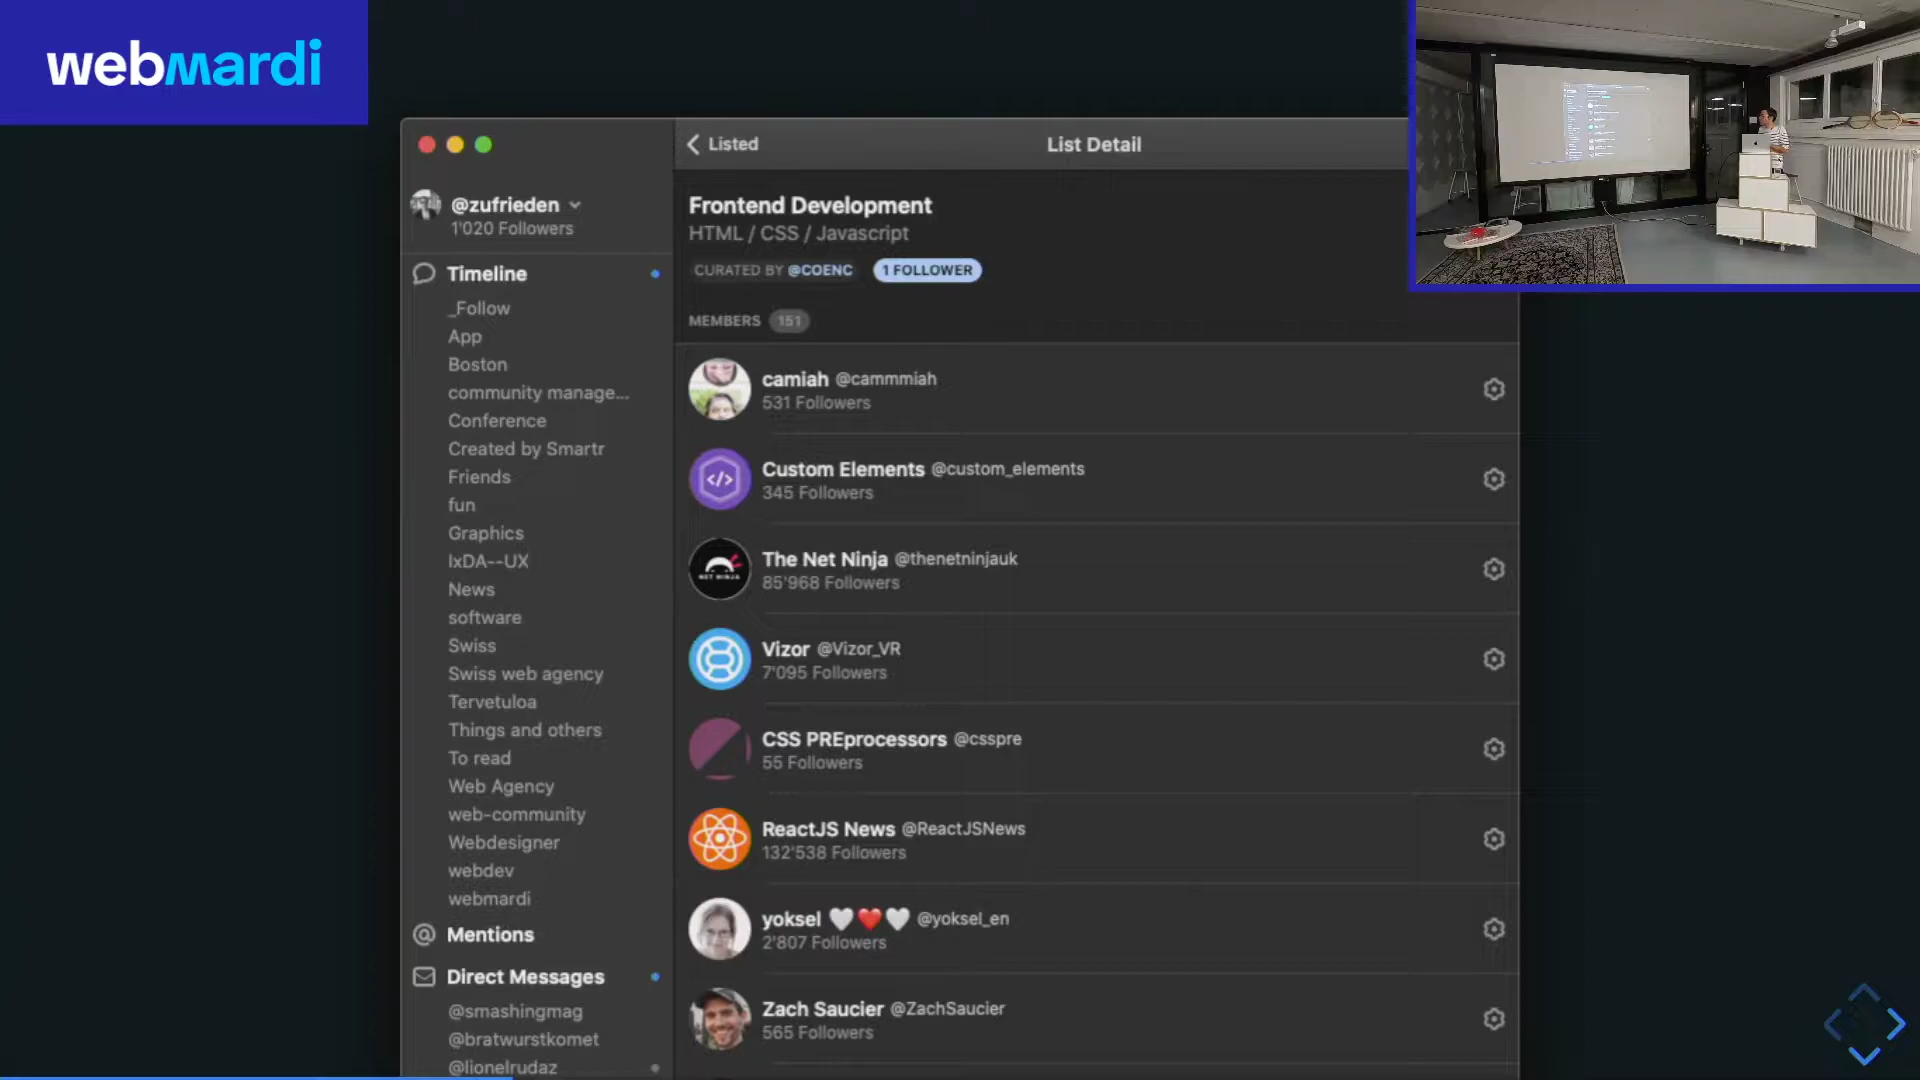 webmardi
@zufrieden
1'020 Followers
Timeline
_Follow
App
Boston
community manage...
Conference
Created by Smartr
Friends
fun
Graphics
IxDA--UX
News
software
Swiss
Swiss web agency
Tervetuloa
Things and others
To read
Web Agency
web-community
Webdesigner
webdev
webmardi
Mentions
Direct Messages
@smashingmag
@bratwurstkomet
@lionelrudaz
Listed
List Detail
Frontend Development
HTML / CSS / Javascript
CURATED BY @COENC 1 FOLLOWER
MEMBERS 151
camiah @cammmiah
531 Followers
Custom Elements @custom_elements
345 Followers
NET NINJA
The Net Ninja @thenetninjauk
85'968 Followers
Vizor @Vizor_VR
7'095 Followers
CSS PREprocessors @csspre
55 Followers
ReactJS News @ReactJSNews
132'538 Followers
yoksel 🤍❤️🤍 @yoksel_en
2'807 Followers
Zach Saucier @ZachSaucier
565 Followers